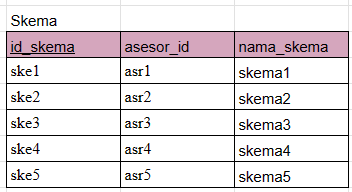 Skema
id_skema asesor_id nama_skema
ske1 asr1 skema1
ske2 asr2 skema2
ske3 asr3 skema3
ske4 asr4 skema4
ske5 asr5 skema5